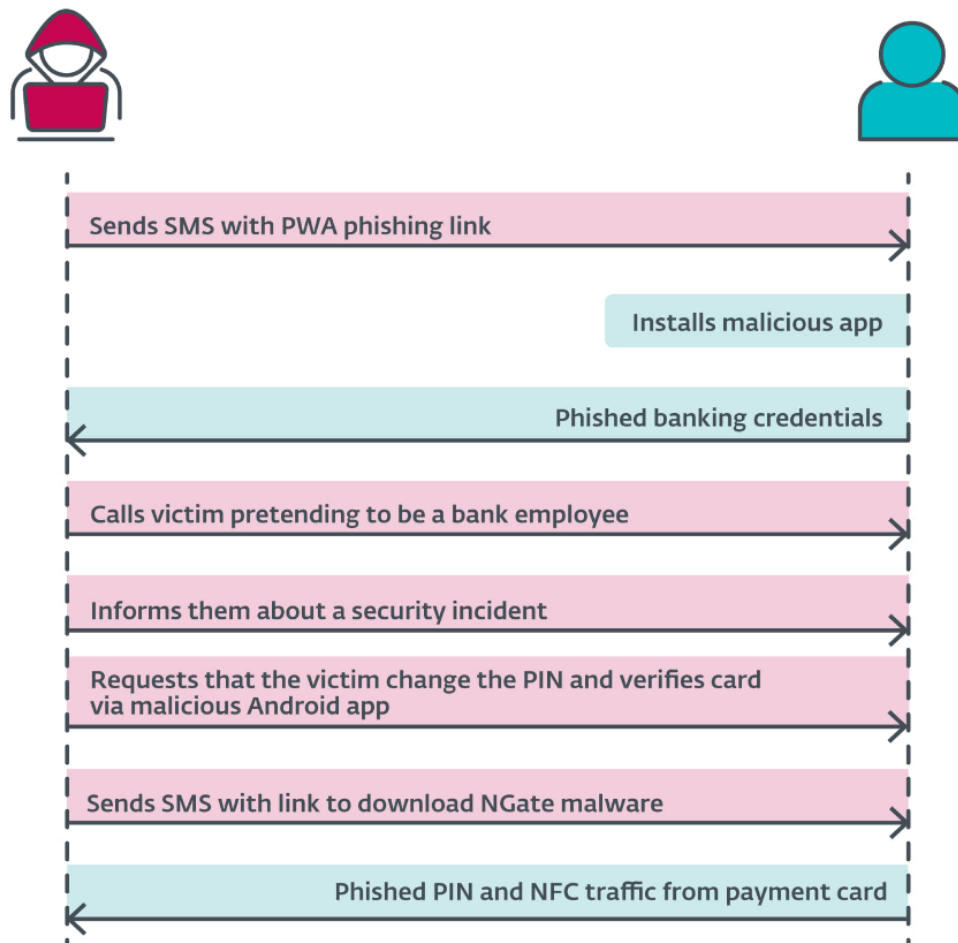 Sends SMS with PWA phishing link
Installs malicious app
Phished banking credentials
Calls victim pretending to be a bank employee
Informs them about a security incident
Requests that the victim change the PIN and verifies card
via malicious Android app
Sends SMS with link to download NGate malware
Phished PIN and NFC traffic from payment card